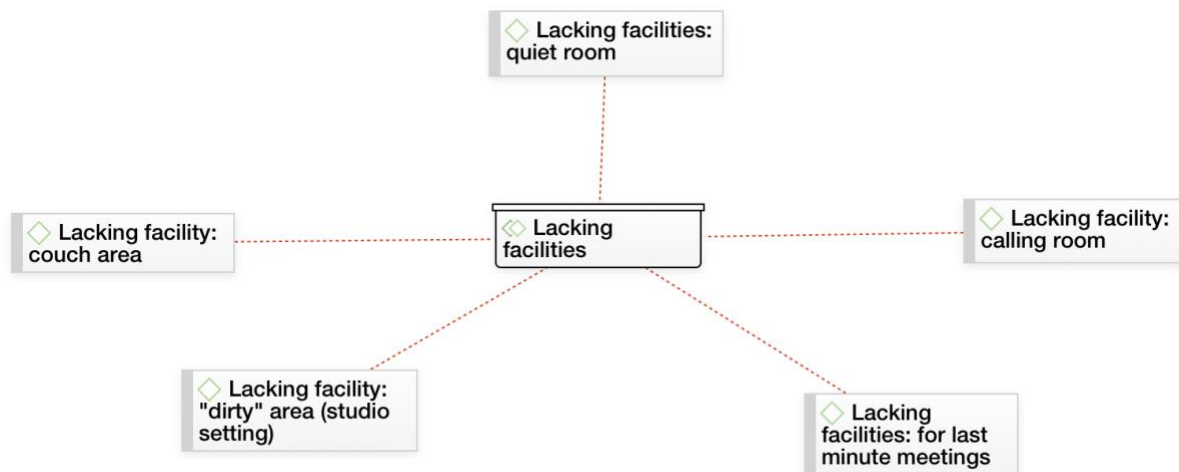 Lacking facilities:
quiet room
Lacking facility:
couch area
Lacking
facilities
Lacking facility:
calling room
Lacking facility:
"dirty" area (studio
setting)
Lacking
facilities: for last
minute meetings